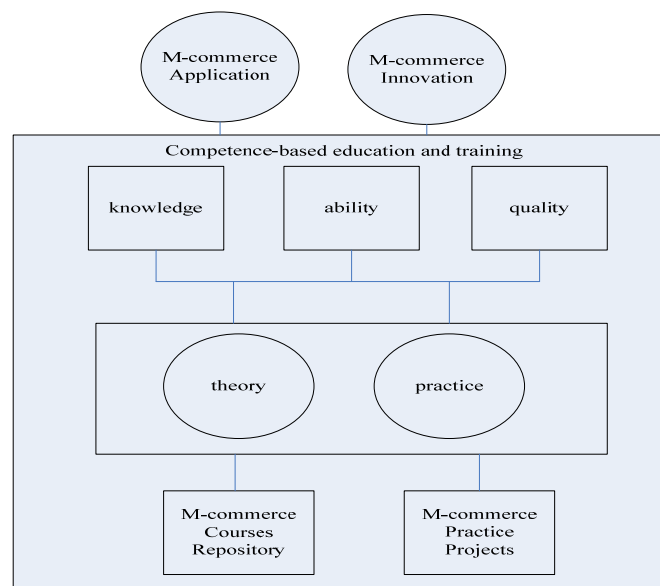 M-commerce
Application
M-commerce
Innovation
Competence-based education and training
knowledge
ability
quality
theory
practice
M-commerce
Courses
Repository
M-commerce
Practice
Projects